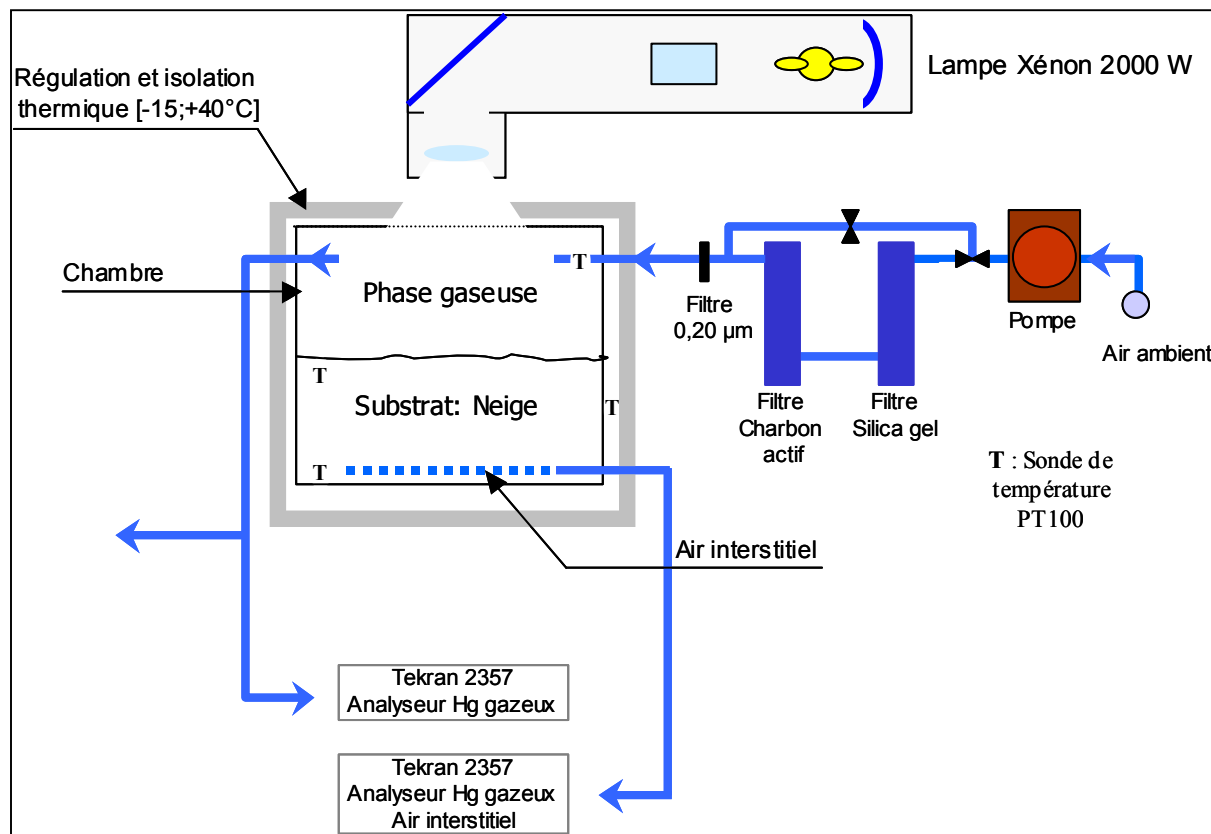 Lampe Xénon 2000 W
Régulation et isolation
thermique [-15;+40°C]
Chambre
T
Phase gaseuse
Filtre
0,20 µm
Pompe
Air ambient
T
Substrat: Neige
T
T
Filtre
Charbon
actif
Filtre
Silica gel
T : Sonde de
température
PT100
Air interstitiel
Tekran 2357
Analyseur Hg gazeux
Tekran 2357
Analyseur Hg gazeux
Air interstitiel